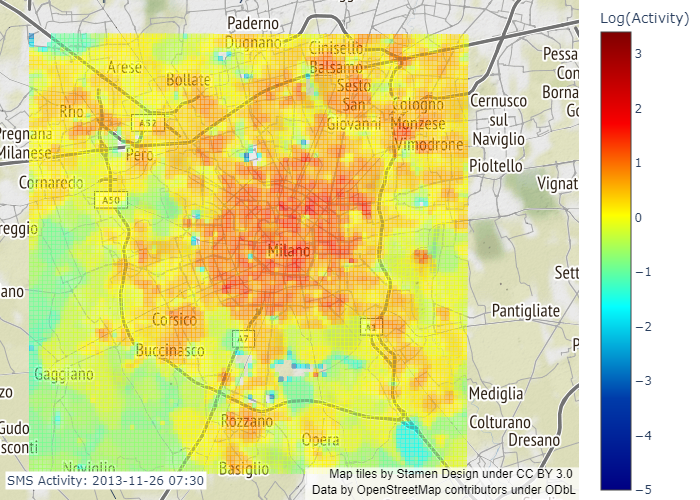 Log(Activity)
Paderno
Dugnano
Cinisello
Balsamo
Arese
Bollate
Sesto
San
Giovanni
Cologno
Monzese
Vimodrone
Cernusco
sul
Naviglio
Pessa
Con
Borna
Go
Rho
A52
Pero
Pregnana
Milanese
Pioltello
Cornaredo
A50
Vignat
reggio
Milano
Sett
ano
Pantigliate
Corsico
A7
A1
Buccinasco
P
Gaggiano
zo
Mediglia
Rozzano
Colturano
Gudo
sconti
Opera
Dresano
Noviglio
Basiglio
3
2
1
0
−1
−2
−3
−4
−5
SMS Activity: 2013-11-26 07:30
Map tiles by Stamen Design under CC BY 3.0
Data by OpenStreetMap contributors under ODbL